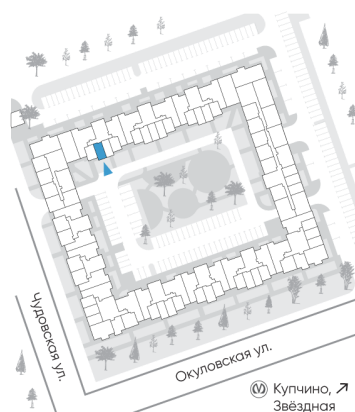 Чудовская ул.
Окуловская ул.
М Купчино, ↗
Звёздная